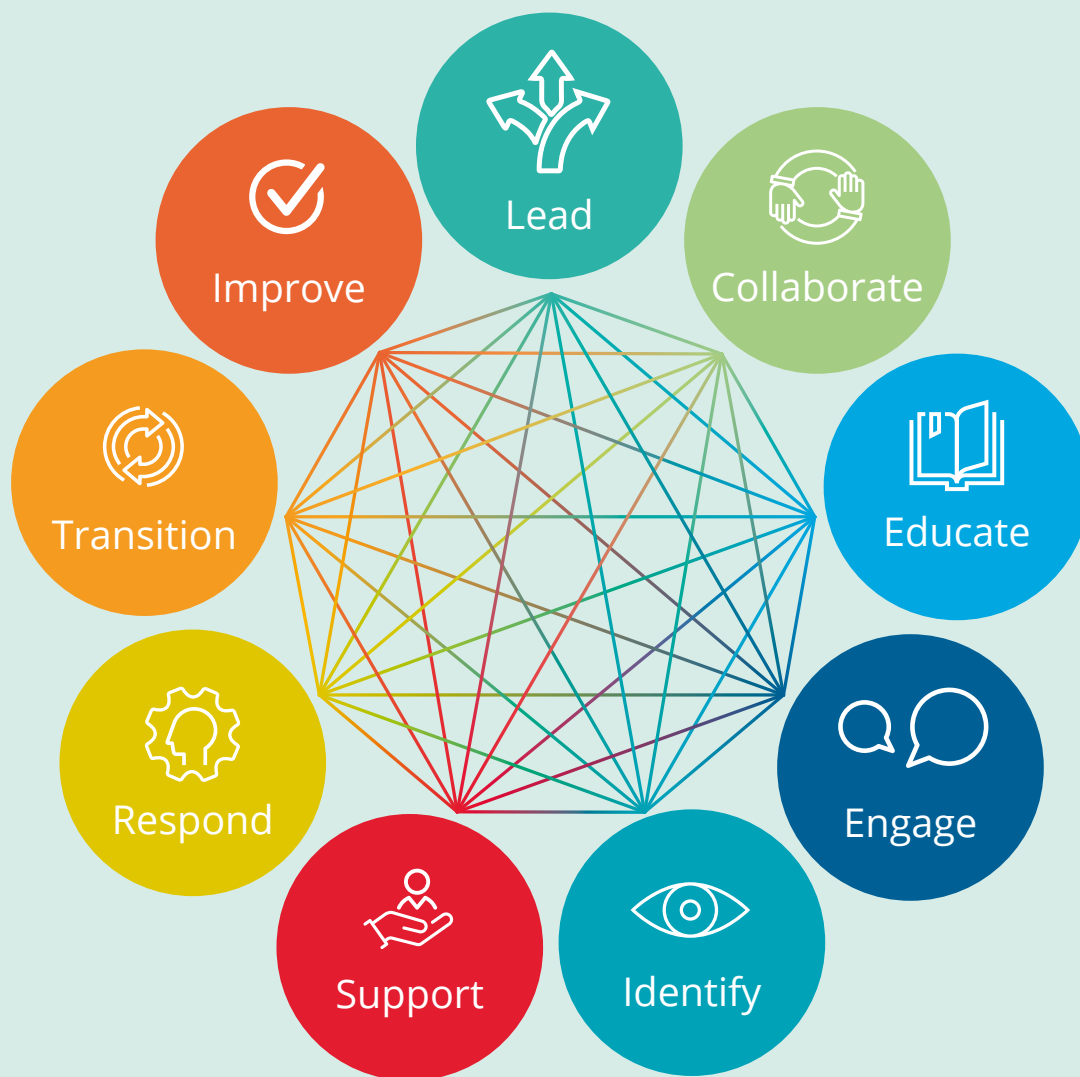 Lead
Collaborate
Educate
Engage
Identify
Support
Respond
Transition
Improve